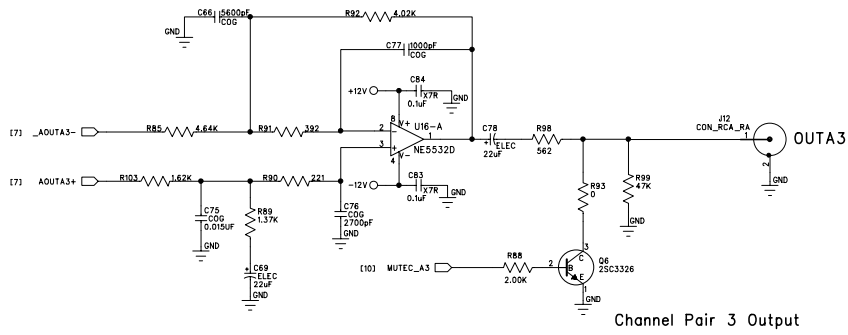 C66 5600pF
COG
GND
R92 4.02K
C77 1000pF
COG
C84
X7R
0.1uF
GND
+12V
8 V+
U16-A
[7] _AOUTA3-
R85 4.64K
R91 392
2 -
3 +
1
NE5532D
4 V-
-12V
C83
X7R
0.1uF
GND
C78
+ ELEC
22uF
R98
562
J12
CON_RCA_RA
1
2
OUTA3
GND
[7] AOUTA3+
R103 1.62K
R90 221
C75
COG
0.015UF
GND
R89
1.37K
C76
COG
2700pF
GND
+ C69
ELEC
22uF
GND
R93
0
R99
47K
GND
[10] MUTEC_A3
R88
2.00K
2 B
3
C
E
1
Q6
2SC3326
GND
Channel Pair 3 Output